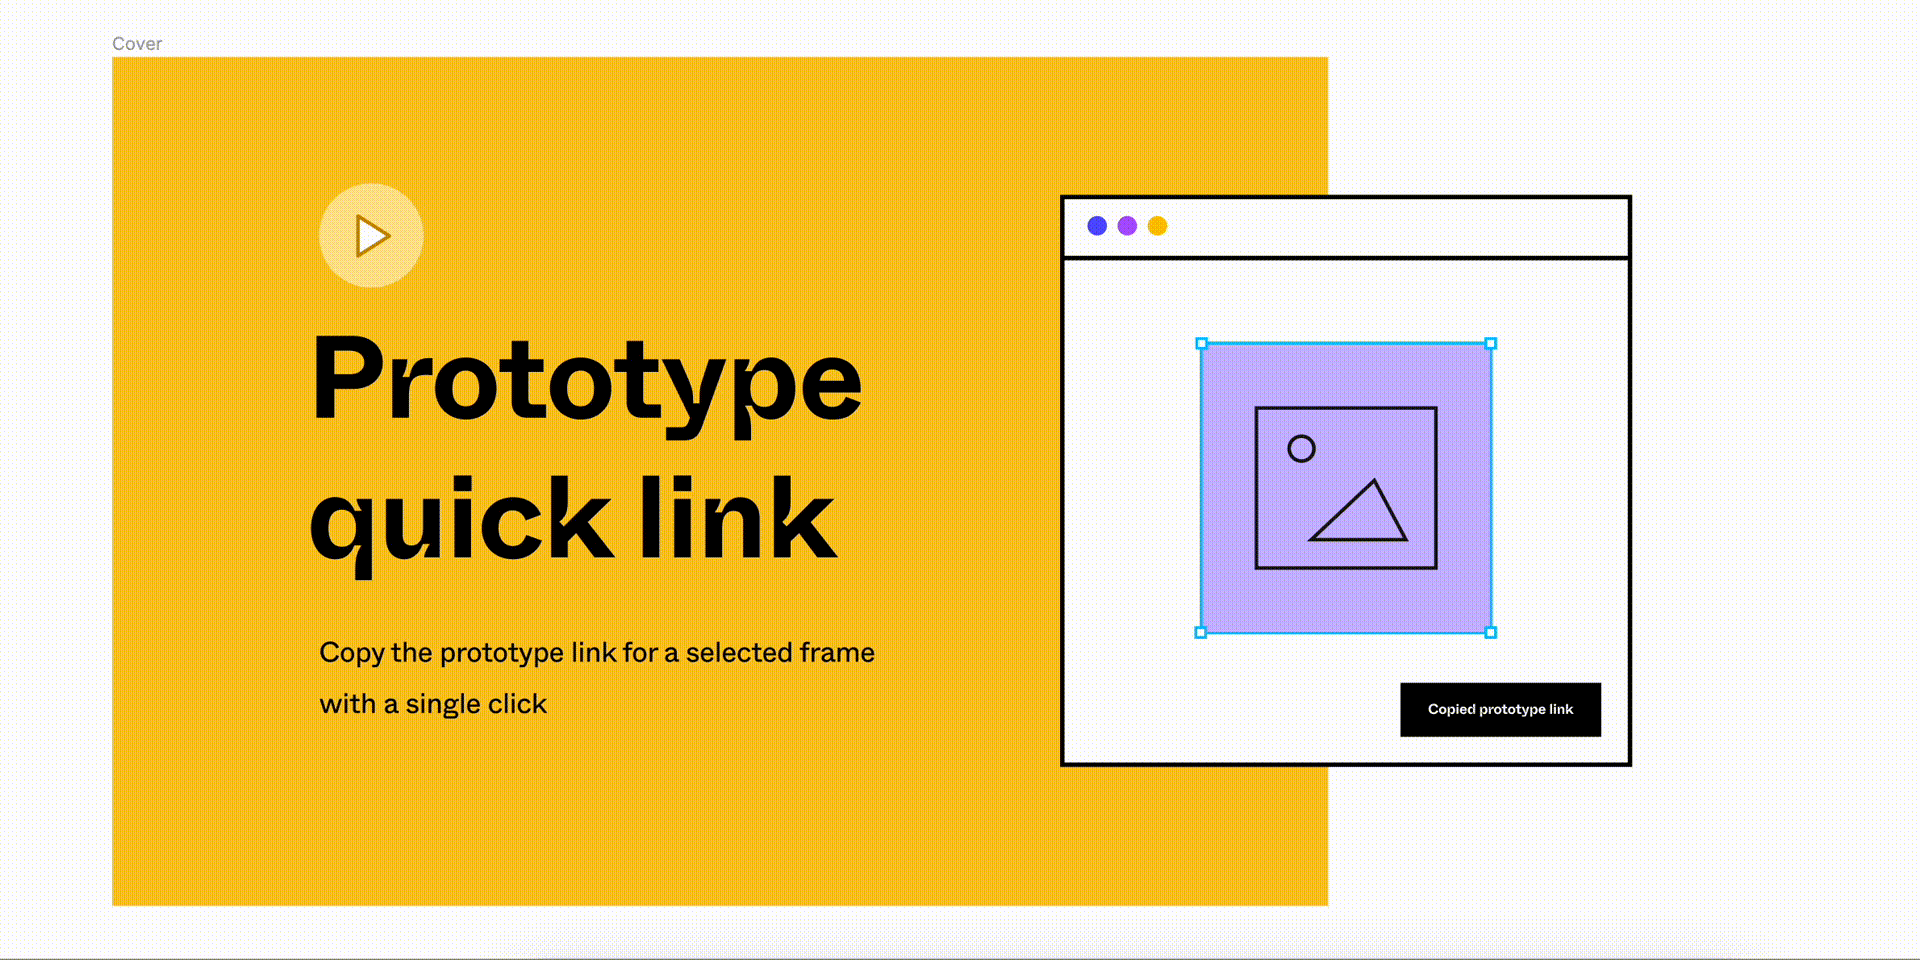 Cover
Prototype
quick link
Copy the prototype link for a selected frame
with a single click
Copied prototype link